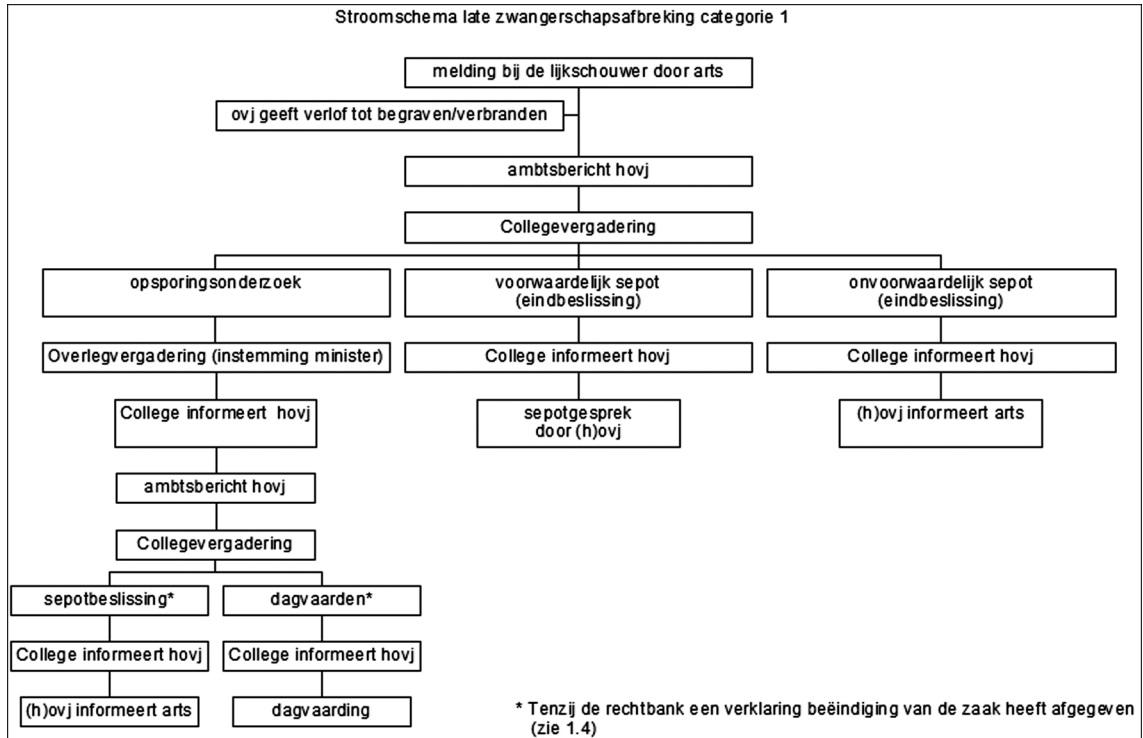 Stroomschema late zwangerschapsafbreking categorie 1
melding bij de lijkschouwer door arts
ovj geeft verlof tot begraven/verbranden
ambtsbericht hovj
Collegevergadering
opsporingsonderzoek
voorwaardelijk sepot
(eindbeslissing)
onvoorwaardelijk sepot
(eindbeslissing)
Overlegvergadering (instemming minister)
College informeert hovj
College informeert hovj
College informeert hovj
sepotgesprek
door (h)ovj
(h)ovj informeert arts
ambtsbericht hovj
Collegevergadering
sepotbeslissing*
dagvaarden*
College informeert hovj
College informeert hovj
(h)ovj informeert arts
dagvaarding
* Tenzij de rechtbank een verklaring beëindiging van de zaak heeft afgegeven
(zie 1.4)